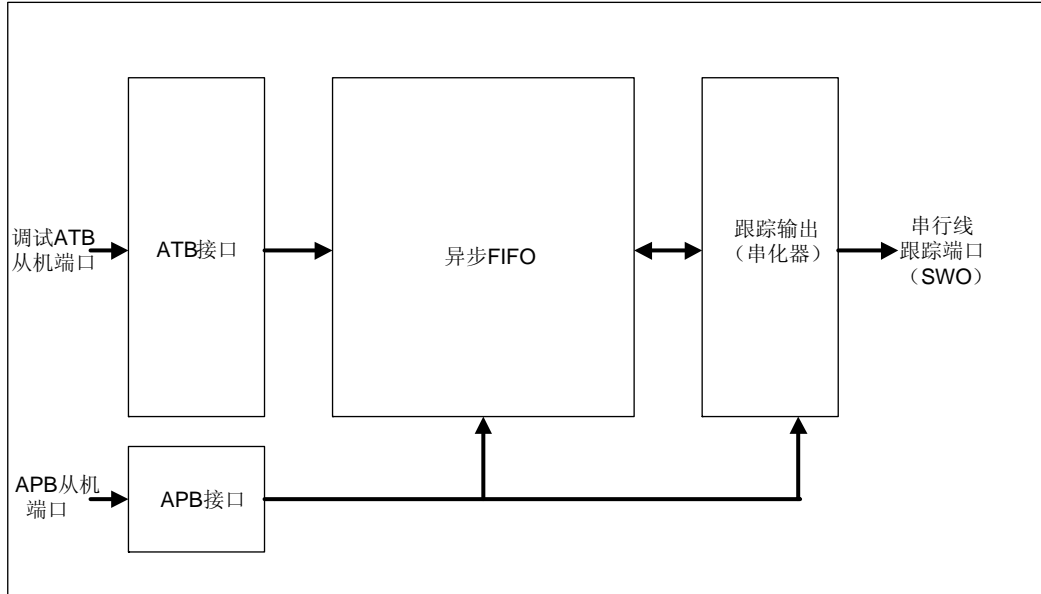 调试ATB
从机端口
ATB接口
异步FIFO
跟踪输出
（串化器）
串行线
跟踪端口
（SWO）
APB从机
端口
APB接口